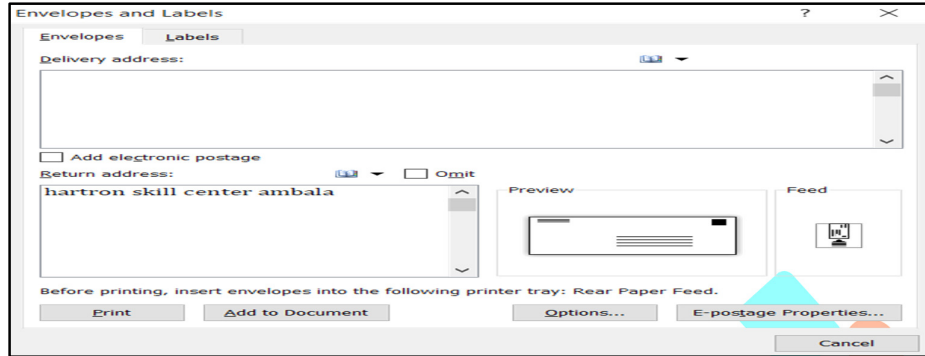 Envelopes and Labels ?
Envelopes Labels
Delivery address:
Add electronic postage
Return address: Omit
hartron skill center ambala
Preview Feed
Before printing, insert envelopes into the following printer tray: Rear Paper Feed.
Print Add to Document Options... E-postage Properties...
Cancel